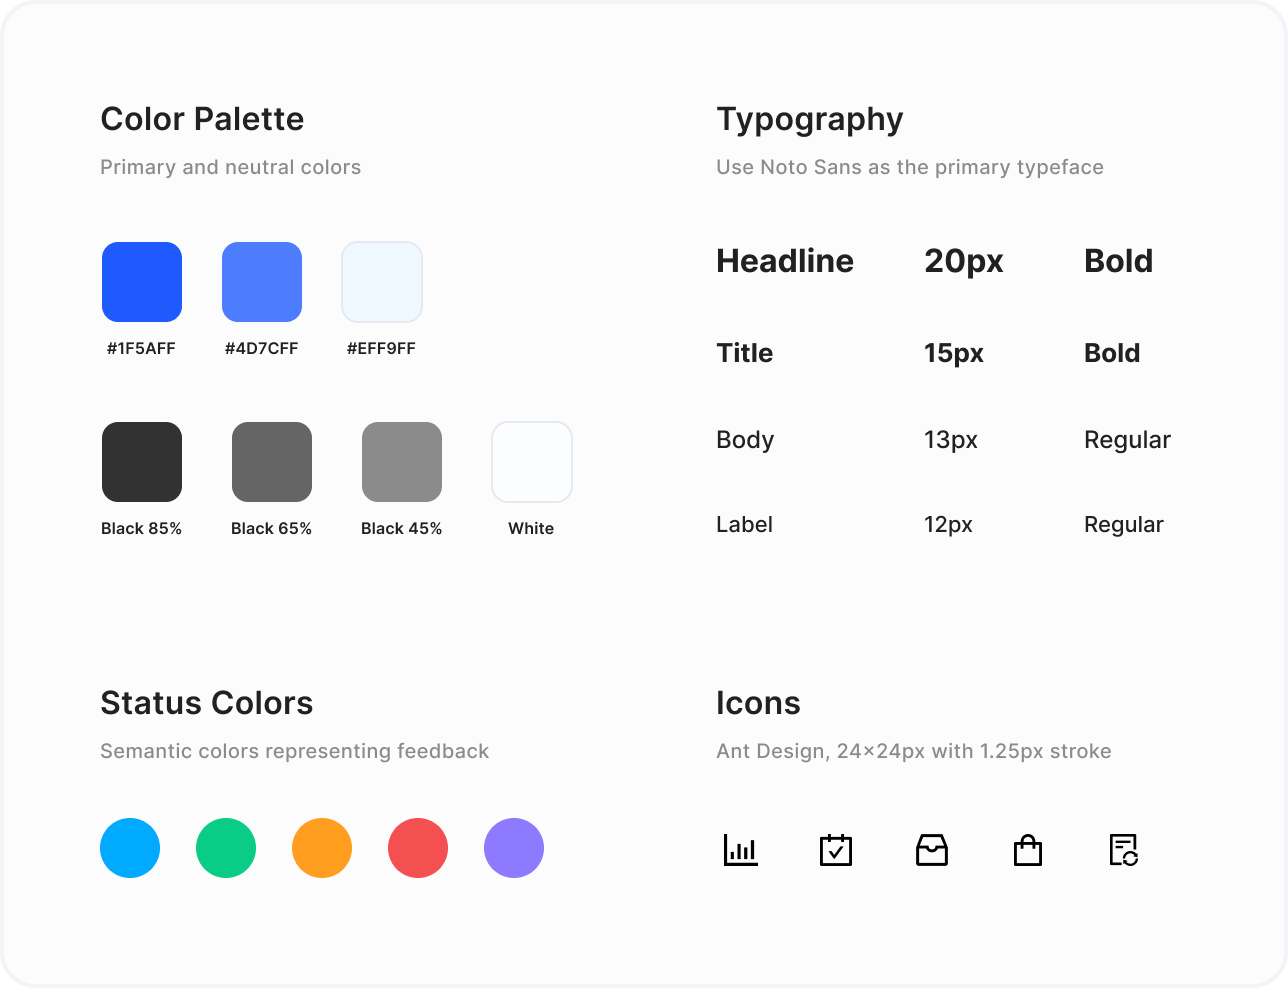 Color Palette
Primary and neutral colors
#1F5AFF
#4D7CFF
#EFF9FF
Black 85%
Black 65%
Black 45%
White
Typography
Use Noto Sans as the primary typeface
Headline 20px Bold
Title 15px Bold
Body 13px Regular
Label 12px Regular
Status Colors
Semantic colors representing feedback
Icons
Ant Design, 24×24px with 1.25px stroke